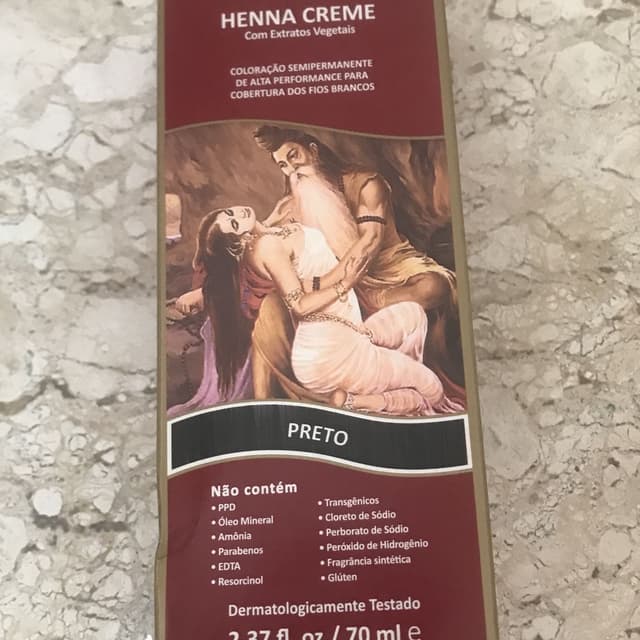 HENNA CREME
Com Extratos Vegetais
COLORAÇÃO SEMIPERMANENTE
DE ALTA PERFORMANCE PARA
COBERTURA DOS FIOS BRANCOS
PRETO
Não contém
• PPD
• Óleo Mineral
• Amônia
• Parabenos
• EDTA
• Resorcinol
• Transgênicos
• Cloreto de Sódio
• Perborato de Sódio
• Peróxido de Hidrogênio
• Fragrância sintética
• Glúten
Dermatologicamente Testado
2.37 fl. oz / 70 ml ℮